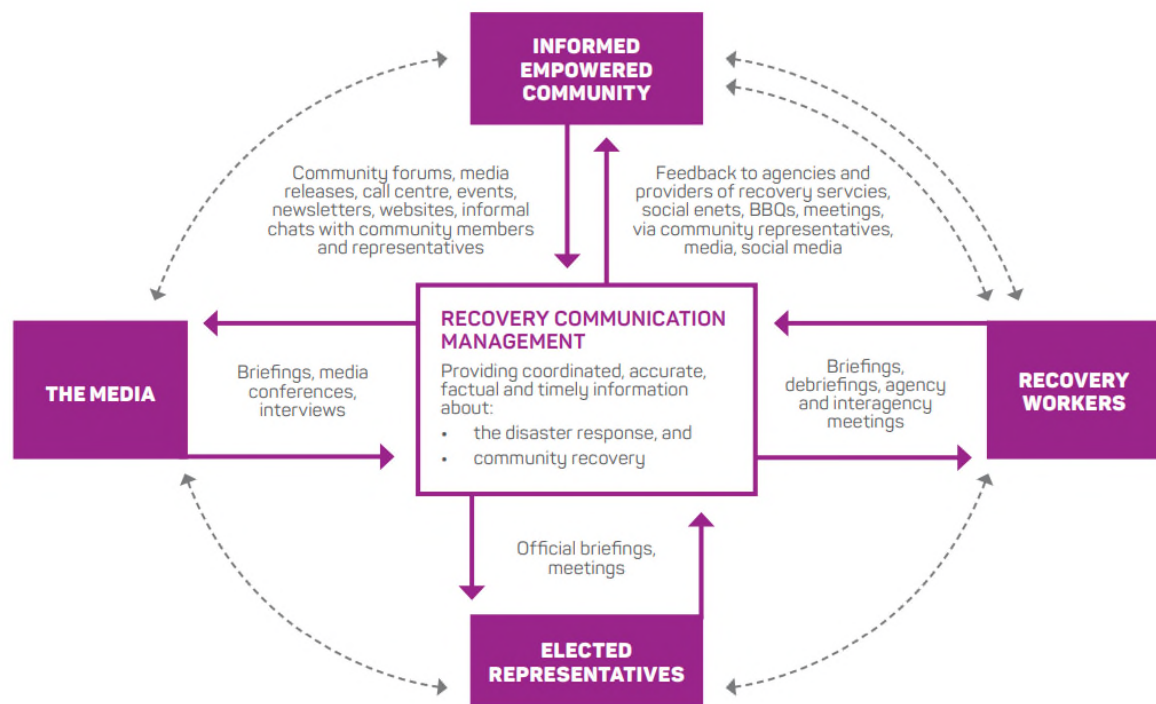 INFORMED
EMPOWERED
COMMUNITY
Community forums, media
releases, call centre, events,
newsletters, websites, informal
chats with community members
and representatives
Feedback to agencies and
providers of recovery servcies,
social enets, BBQs, meetings,
via community representatives,
media, social media
THE MEDIA
Briefings, media
conferences,
interviews
RECOVERY COMMUNICATION
MANAGEMENT
Providing coordinated, accurate,
factual and timely information
about:
• the disaster response, and
• community recovery
Briefings,
debriefings, agency
and interagency
meetings
RECOVERY
WORKERS
Official briefings,
meetings
ELECTED
REPRESENTATIVES